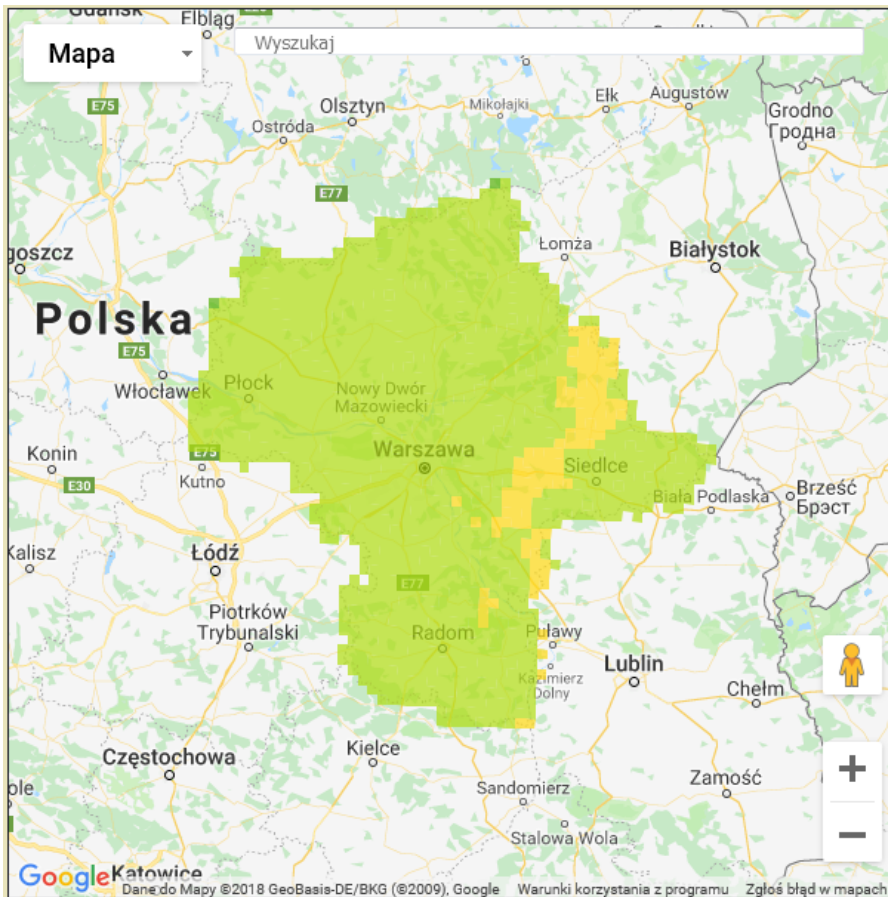 Gdańsk
Elbląg
Mapa
Wyszukaj
E75
Olsztyn
Mikołajki
Ełk
Augustów
Ostróda
Grodno
Гродна
E77
goszcz
Łomża
Białystok
Polska
E75
Włocławek
Płock
Nowy Dwór
Mazowiecki
Warszawa
Konin
E75
Siedlce
Kutno
E30
Biała Podlaska
Brześć
Брэст
Kalisz
Łódź
E77
Piotrków
Trybunalski
Radom
Puławy
Kazimierz
Dolny
Lublin
Chełm
Kielce
Częstochowa
Zamość
ole
Sandomierz
Stalowa Wola
Google
Katowice
Dane do Mapy ©2018 GeoBasis-DE/BKG (©2009), Google Warunki korzystania z programu Zgłoś błąd w mapach